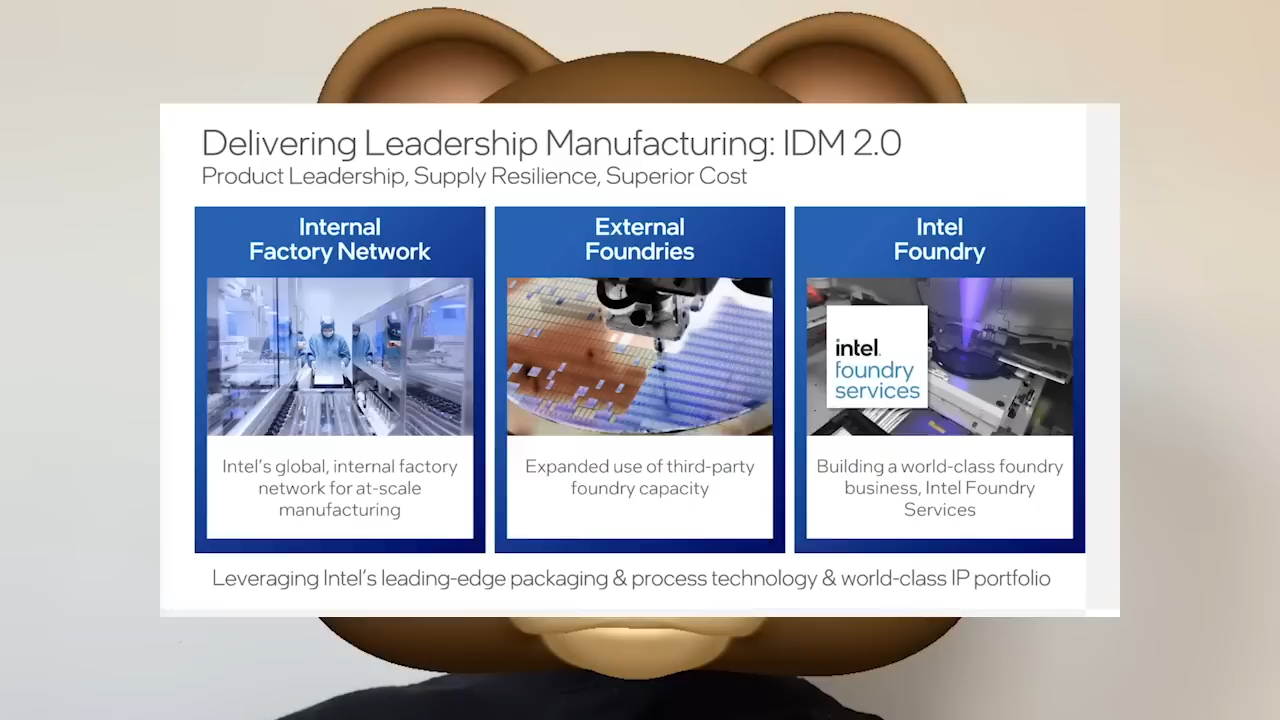 Delivering Leadership Manufacturing: IDM 2.0
Product Leadership, Supply Resilience, Superior Cost
Internal
Factory Network
Intel's global, internal factory
network for at-scale
manufacturing
External
Foundries
Expanded use of third-party
foundry capacity
Intel
Foundry
intel.
foundry
services
Building a world-class foundry
business, Intel Foundry
Services
Leveraging Intel's leading-edge packaging & process technology & world-class IP portfolio